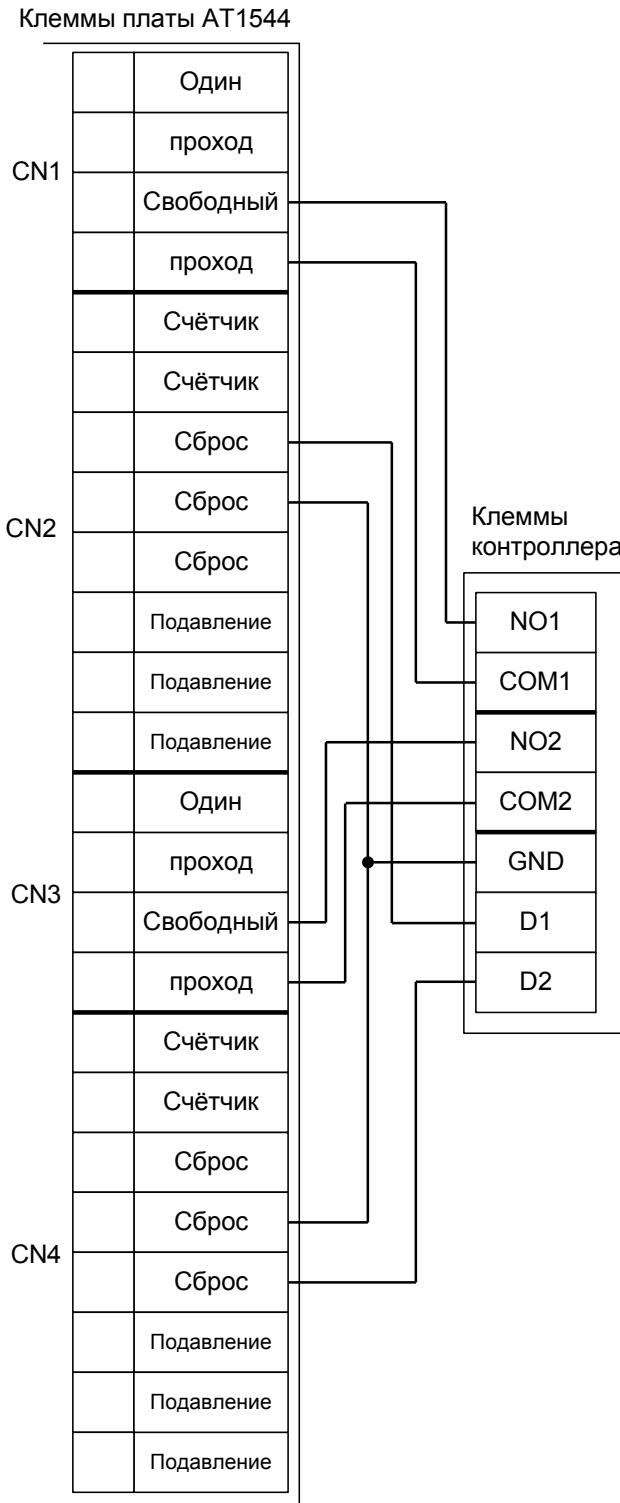 Клеммы платы AT1544
CN1
Один
проход
Свободный
проход
CN2
Счётчик
Счётчик
Сброс
Сброс
Сброс
Подавление
Подавление
Подавление
CN3
Один
проход
Свободный
проход
CN4
Счётчик
Счётчик
Сброс
Сброс
Сброс
Подавление
Подавление
Подавление
Клеммы
контроллера
NO1
COM1
NO2
COM2
GND
D1
D2